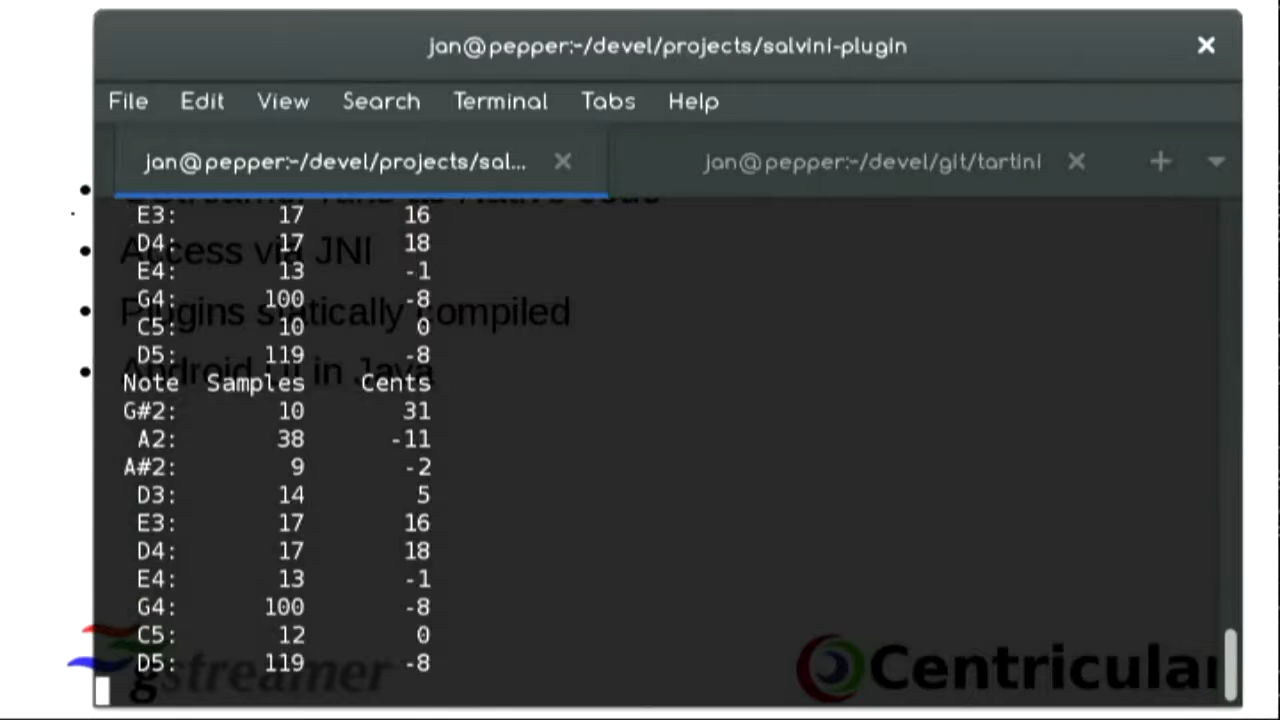 jan@pepper:~/devel/projects/salvini-plugin
File Edit View Search Terminal Tabs Help
jan@pepper:~/devel/projects/sal... jan@pepper:~/devel/git/tartini
E3: 17 16
D4: 17 18
Access via JNI
E4: 13 -1
G4: 100 -8
Plugins statically compiled
C5: 10 0
D5: 119 -8
Android UI in Java
Note Samples Cents
G#2: 10 31
A2: 38 -11
A#2: 9 -2
D3: 14 5
E3: 17 16
D4: 17 18
E4: 13 -1
G4: 100 -8
C5: 12 0
D5: 119 -8
gstreamer Centricular